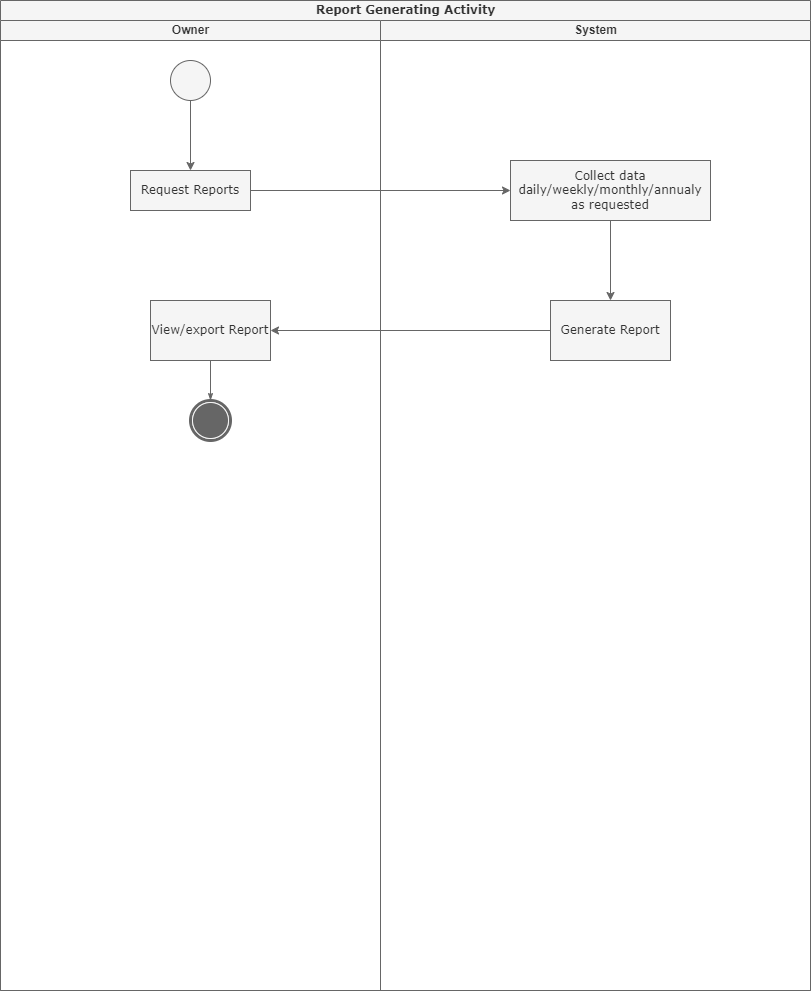 Report Generating Activity
Owner
System
Request Reports
Collect data
daily/weekly/monthly/annualy
as requested
View/export Report
Generate Report